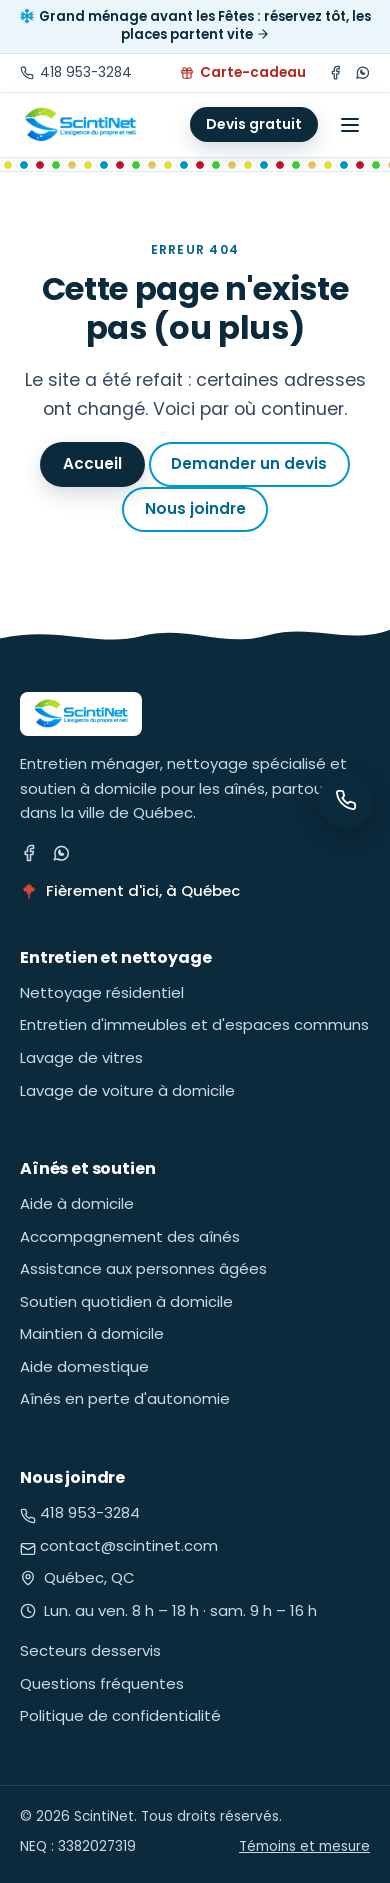 Grand ménage avant les Fêtes : réservez tôt, les
places partent vite →
418 953-3284
Carte-cadeau
ScintiNet
L'exigence du propre et net
Devis gratuit
ERREUR 404
Cette page n'existe
pas (ou plus)
Le site a été refait : certaines adresses
ont changé. Voici par où continuer.
Accueil
Demander un devis
Nous joindre
ScintiNet
L'exigence du propre et net
Entretien ménager, nettoyage spécialisé et
soutien à domicile pour les aînés, partou
dans la ville de Québec.
Fièrement d'ici, à Québec
Entretien et nettoyage
Nettoyage résidentiel
Entretien d'immeubles et d'espaces communs
Lavage de vitres
Lavage de voiture à domicile
Aînés et soutien
Aide à domicile
Accompagnement des aînés
Assistance aux personnes âgées
Soutien quotidien à domicile
Maintien à domicile
Aide domestique
Aînés en perte d'autonomie
Nous joindre
418 953-3284
contact@scintinet.com
Québec, QC
Lun. au ven. 8 h – 18 h · sam. 9 h – 16 h
Secteurs desservis
Questions fréquentes
Politique de confidentialité
© 2026 ScintiNet. Tous droits réservés.
NEQ : 3382027319
Témoins et mesure